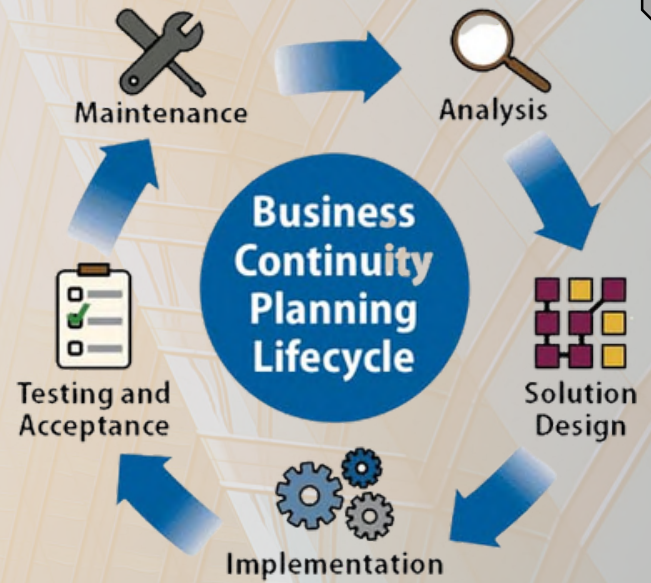 Maintenance
Analysis
Business
Continuity
Planning
Lifecycle
Testing and
Acceptance
Solution
Design
Implementation